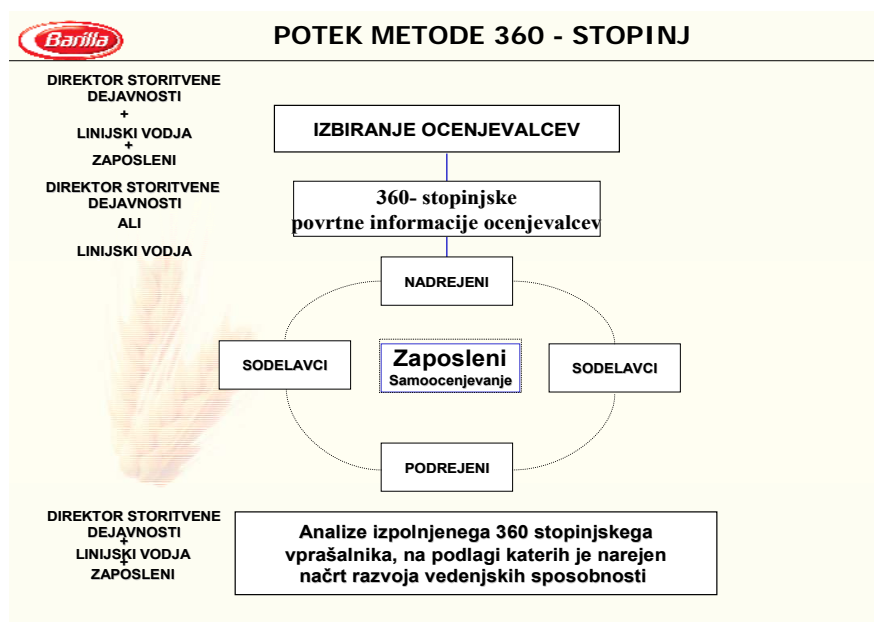 Barilla
POTEK METODE 360 - STOPINJ
DIREKTOR STORITVENE
DEJAVNOSTI
+
LINIJSKI VODJA
+
ZAPOSLENI
IZBIRANJE OCENJEVALCEV
DIREKTOR STORITVENE
DEJAVNOSTI
ALI
LINIJSKI VODJA
360- stopinjske
povrtne informacije ocenjevalcev
NADREJENI
SODELAVCI
Zaposleni
Samoocenjevanje
SODELAVCI
PODREJENI
DIREKTOR STORITVENE
DEJAVNOSTI
+
LINIJSKI VODJA
+
ZAPOSLENI
Analize izpolnjenega 360 stopinjskega
vprašalnika, na podlagi katerih je narejen
načrt razvoja vedenjskih sposobnosti